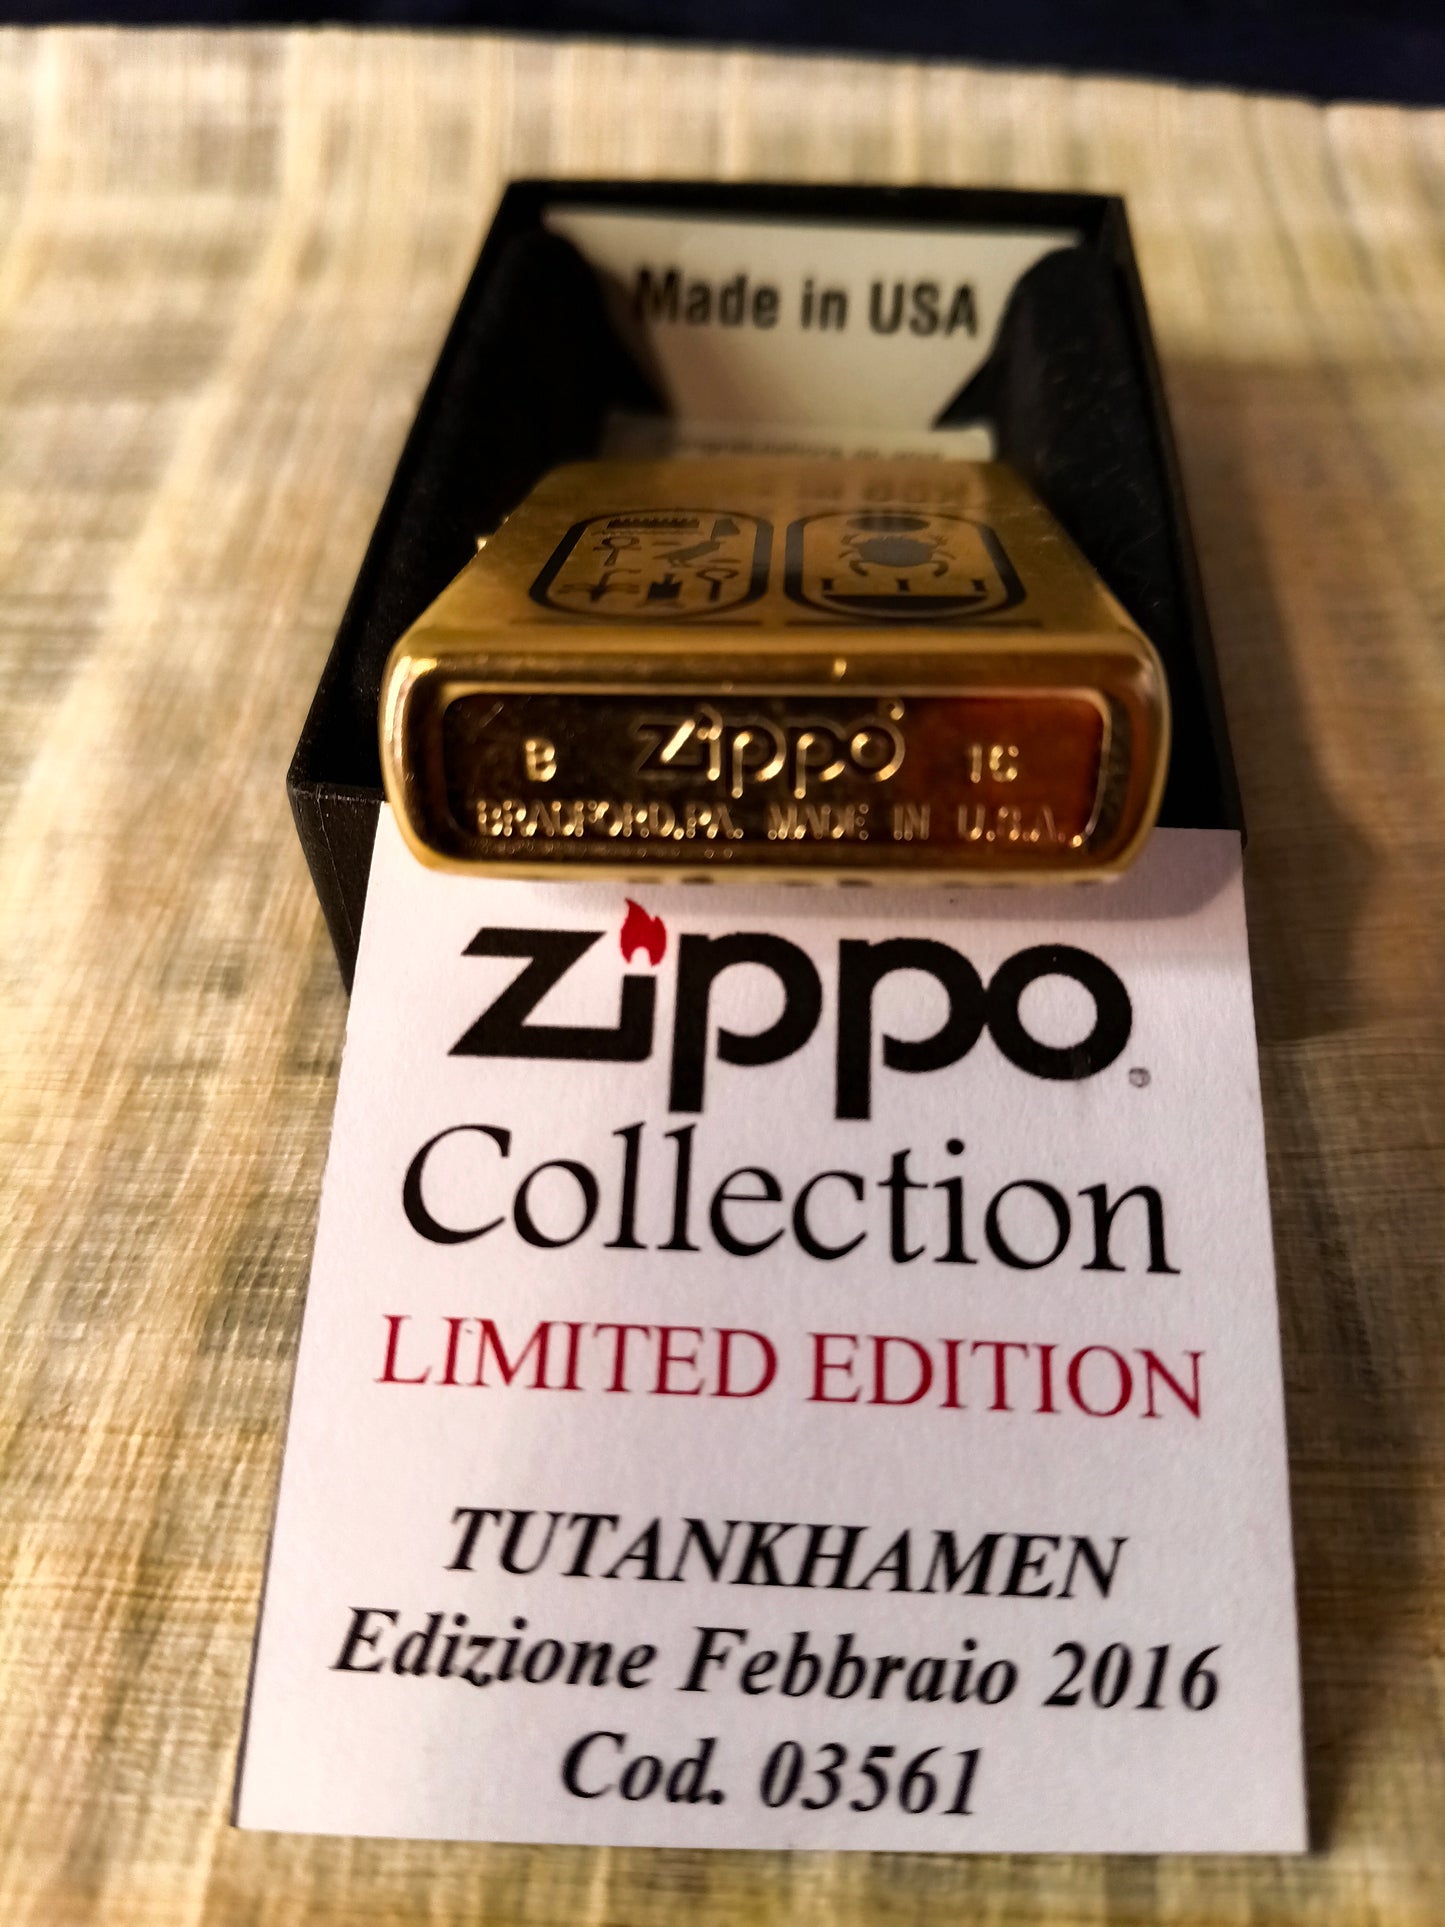 Made in USA
B zippo 16
BRADFORD, PA. MADE IN U.S.A.
zippo®
Collection
LIMITED EDITION
TUTANKHAMEN
Edizione Febbraio 2016
Cod. 03561